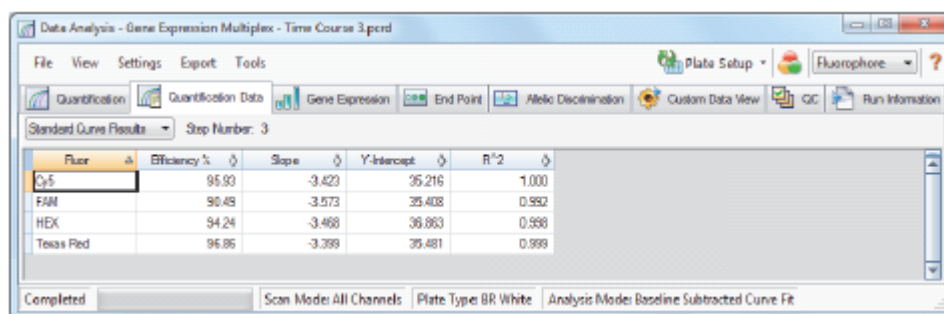 Data Analysis - Gene Expression Multiplex - Time Course 3.pcrd
File View Settings Export Tools Plate Setup Fluorophore ?
Quantification Quantification Data Gene Expression End Point Allelic Discrimination Custom Data View QC Run Information
Standard Curve Results Step Number: 3
Fluor Efficiency % Slope Y-Intercept R^2
Cy5 95.93 -3.423 35.216 1.000
FAM 90.49 -3.573 35.408 0.992
HEX 94.24 -3.468 36.863 0.998
Texas Red 96.86 -3.399 35.481 0.999
Completed Scan Mode: All Channels Plate Type: BR White Analysis Mode: Baseline Subtracted Curve Fit